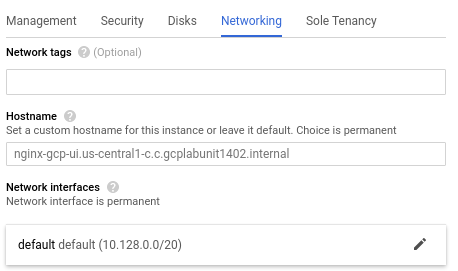 Management Security Disks Networking Sole Tenancy
Network tags ? (Optional)
Hostname ?
Set a custom hostname for this instance or leave it default. Choice is permanent
nginx-gcp-ui.us-central1-c.c.gcplabunit1402.internal
Network interfaces ?
Network interface is permanent
default default (10.128.0.0/20)